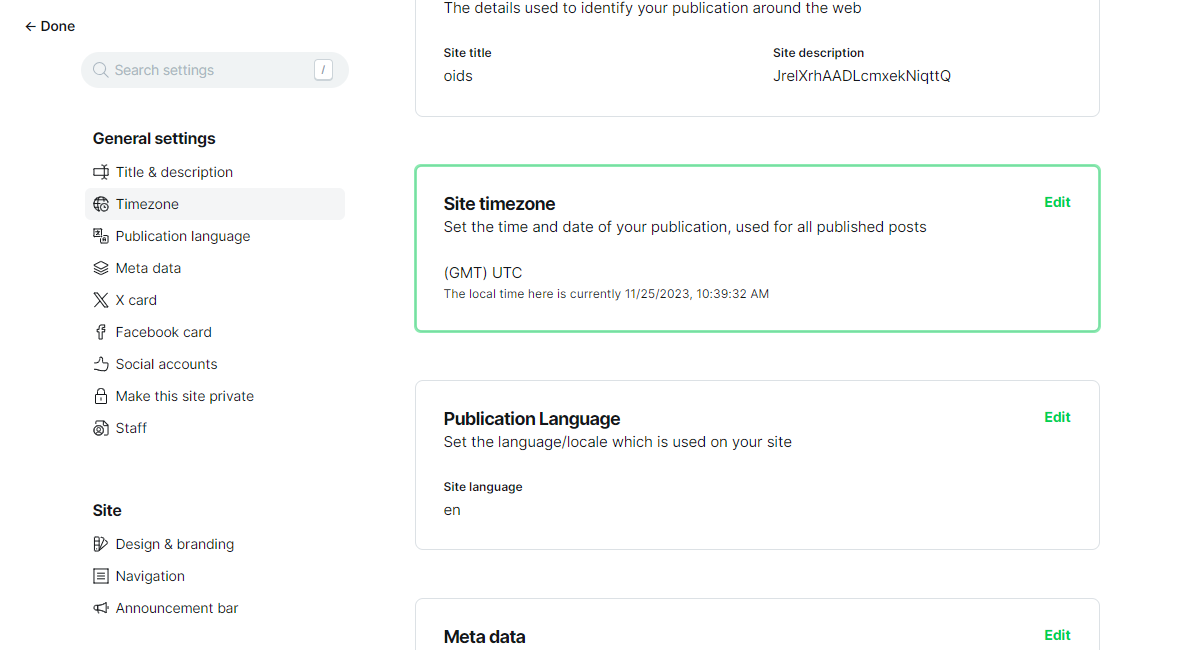 ← Done
Search settings /
General settings
Title & description
Timezone
Publication language
Meta data
X card
Facebook card
Social accounts
Make this site private
Staff
Site
Design & branding
Navigation
Announcement bar
The details used to identify your publication around the web
Site title
oids
Site description
JrelXrhAADLcmxekNiqttQ
Site timezone
Edit
Set the time and date of your publication, used for all published posts
(GMT) UTC
The local time here is currently 11/25/2023, 10:39:32 AM
Publication Language
Edit
Set the language/locale which is used on your site
Site language
en
Meta data
Edit